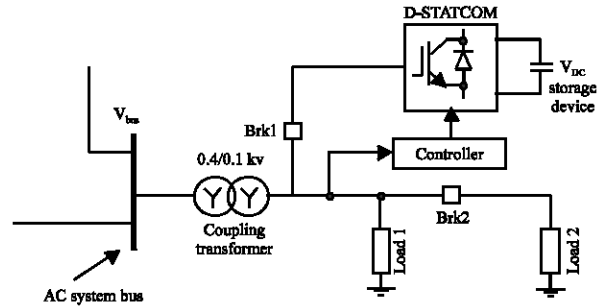 D-STATCOM
V_DC
storage
device
V_bus
Brk1
0.4/0.1 kv
Controller
Coupling
transformer
Load 1
Brk2
Load 2
AC system bus